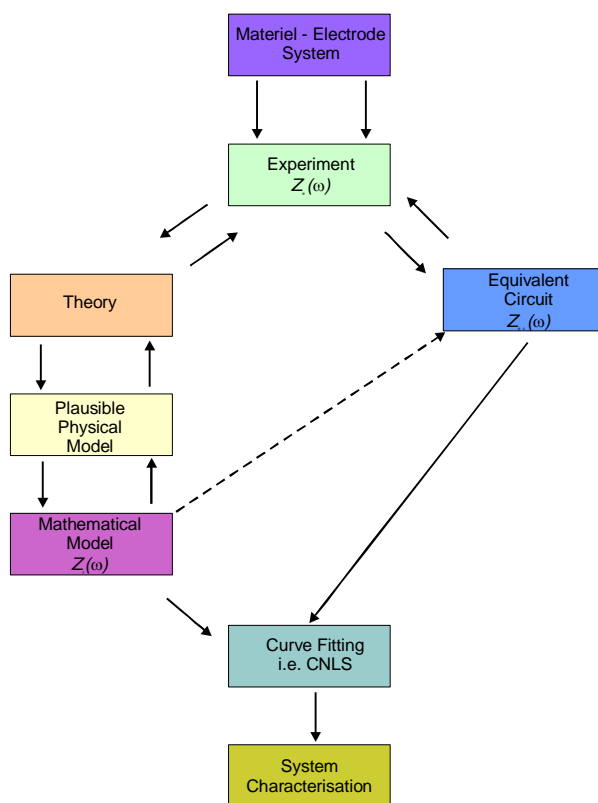 Materiel - Electrode
System
Experiment
Z (ω)
Theory
Equivalent
Circuit
Z (ω)
Plausible
Physical
Model
Mathematical
Model
Z (ω)
Curve Fitting
i.e. CNLS
System
Characterisation